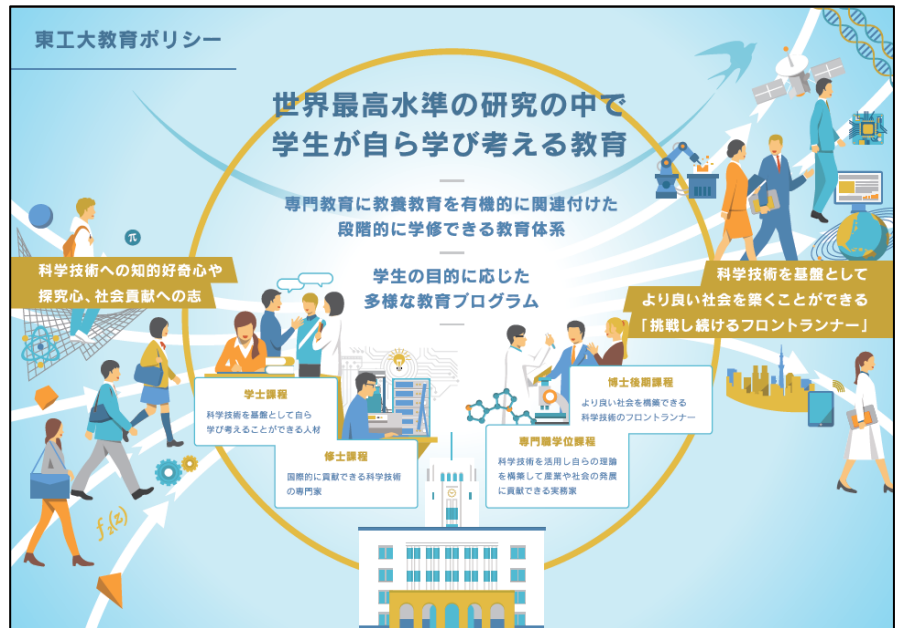 東工大教育ポリシー
世界最高水準の研究の中で
学生が自ら学び考える教育
専門教育に教養教育を有機的に関連付けた
段階的に学修できる教育体系
学生の目的に応じた
多様な教育プログラム
科学技術への知的好奇心や
探究心、社会貢献への志
科学技術を基盤として
より良い社会を築くことができる
「挑戦し続けるフロントランナー」
学士課程
科学技術を基盤として自ら
学び考えることができる人材
修士課程
国際的に貢献できる科学技術
の専門家
博士後期課程
より良い社会を構築できる
科学技術のフロントランナー
専門職学位課程
科学技術を活用し自らの理論
を構築して産業や社会の発展
に貢献できる実務家
π
f₂(z)